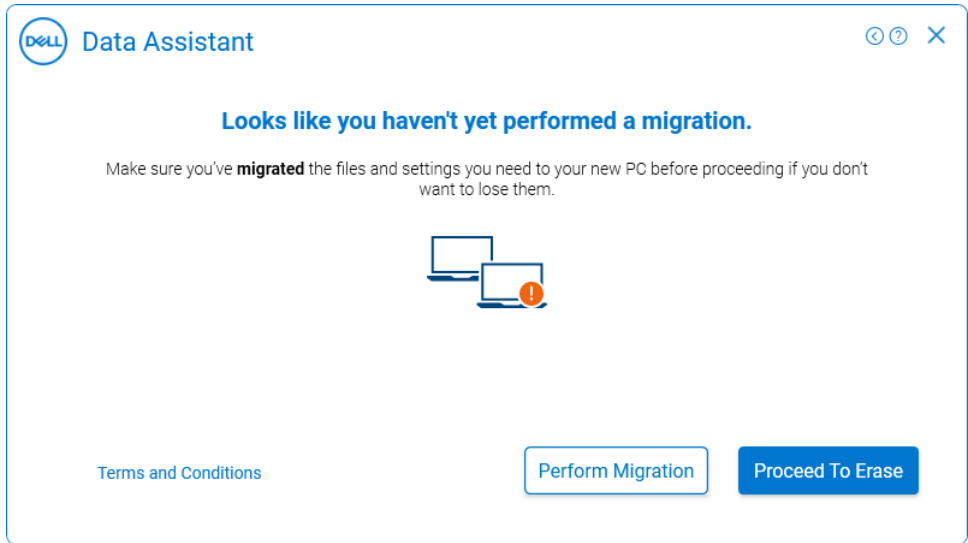 DELL
Data Assistant
Looks like you haven't yet performed a migration.
Make sure you've migrated the files and settings you need to your new PC before proceeding if you don't
want to lose them.
Terms and Conditions
Perform Migration
Proceed To Erase